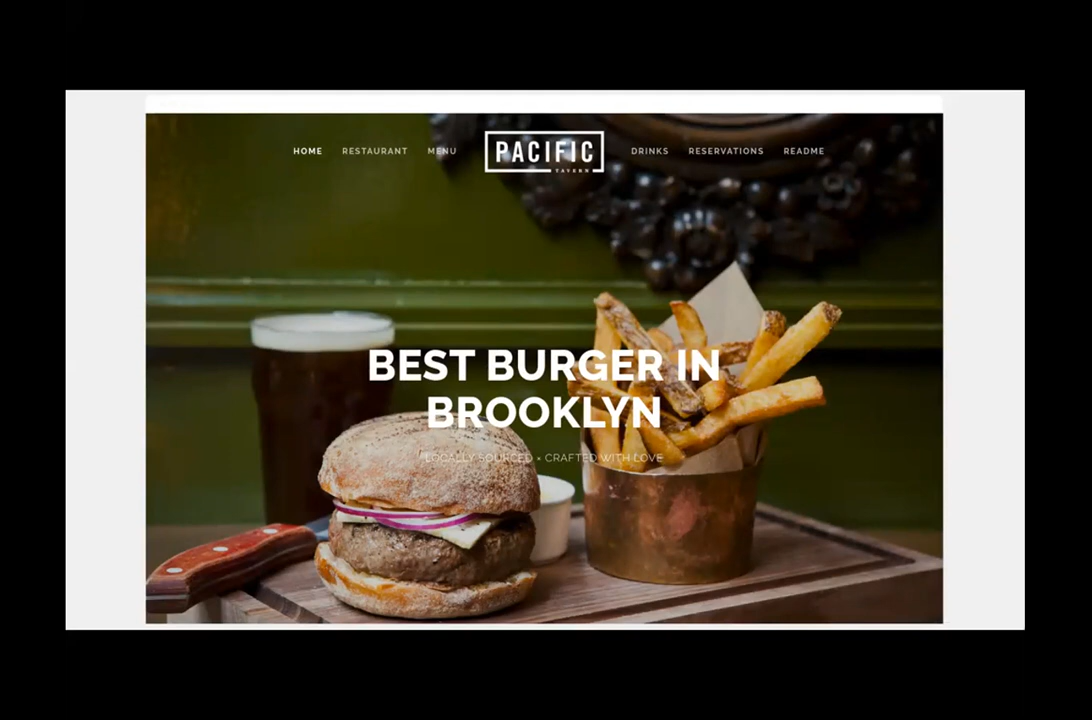 HOME RESTAURANT MENU PACIFIC DRINKS RESERVATIONS README
TAVERN
BEST BURGER IN
BROOKLYN
LOCALLY SOURCED • CRAFTED WITH LOVE